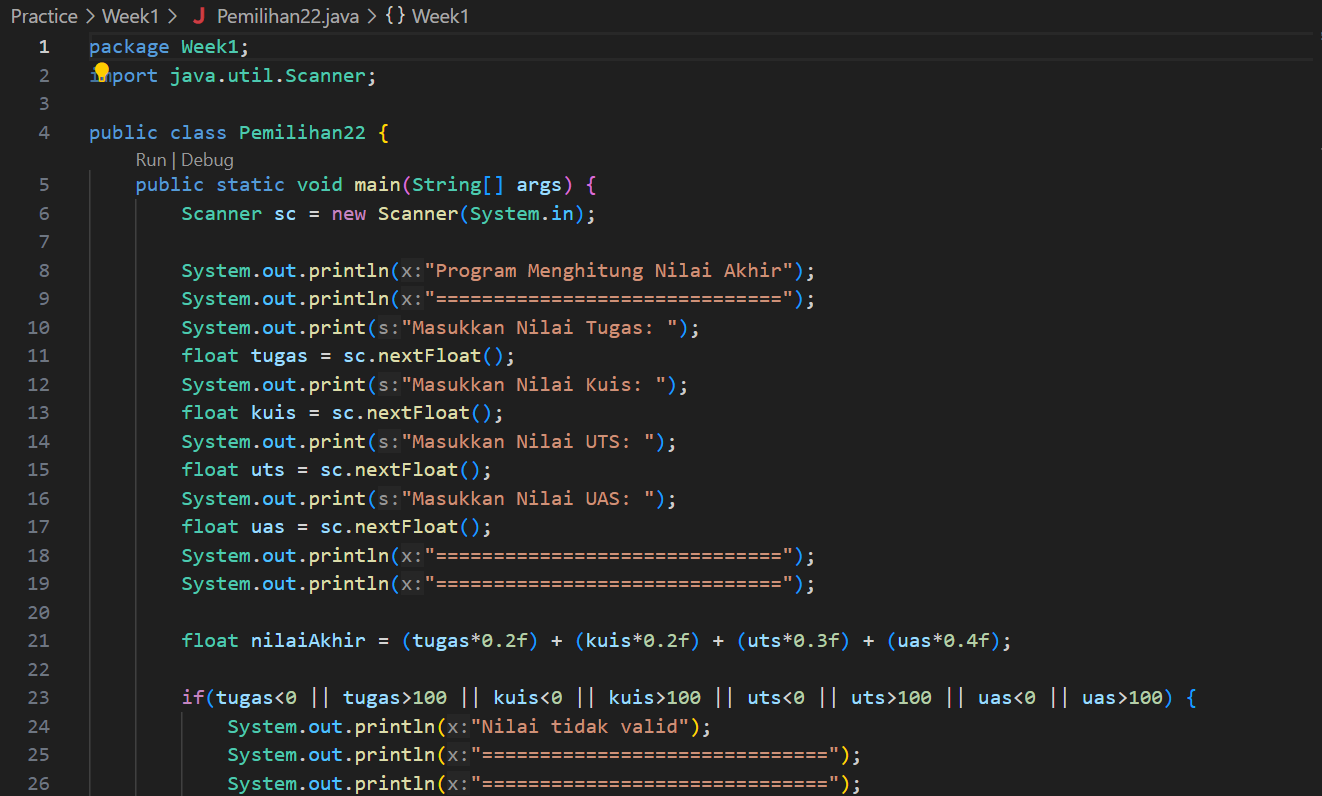 Practice > Week1 > J Pemilihan22.java > {} Week1
1 package Week1;
2 import java.util.Scanner;
3
4 public class Pemilihan22 {
Run | Debug
5 public static void main(String[] args) {
6 Scanner sc = new Scanner(System.in);
7
8 System.out.println(x:"Program Menghitung Nilai Akhir");
9 System.out.println(x:"==============================");
10 System.out.print(s:"Masukkan Nilai Tugas: ");
11 float tugas = sc.nextFloat();
12 System.out.print(s:"Masukkan Nilai Kuis: ");
13 float kuis = sc.nextFloat();
14 System.out.print(s:"Masukkan Nilai UTS: ");
15 float uts = sc.nextFloat();
16 System.out.print(s:"Masukkan Nilai UAS: ");
17 float uas = sc.nextFloat();
18 System.out.println(x:"==============================");
19 System.out.println(x:"==============================");
20
21 float nilaiAkhir = (tugas*0.2f) + (kuis*0.2f) + (uts*0.3f) + (uas*0.4f);
22
23 if(tugas<0 || tugas>100 || kuis<0 || kuis>100 || uts<0 || uts>100 || uas<0 || uas>100) {
24 System.out.println(x:"Nilai tidak valid");
25 System.out.println(x:"==============================");
26 System.out.println(x:"==============================");